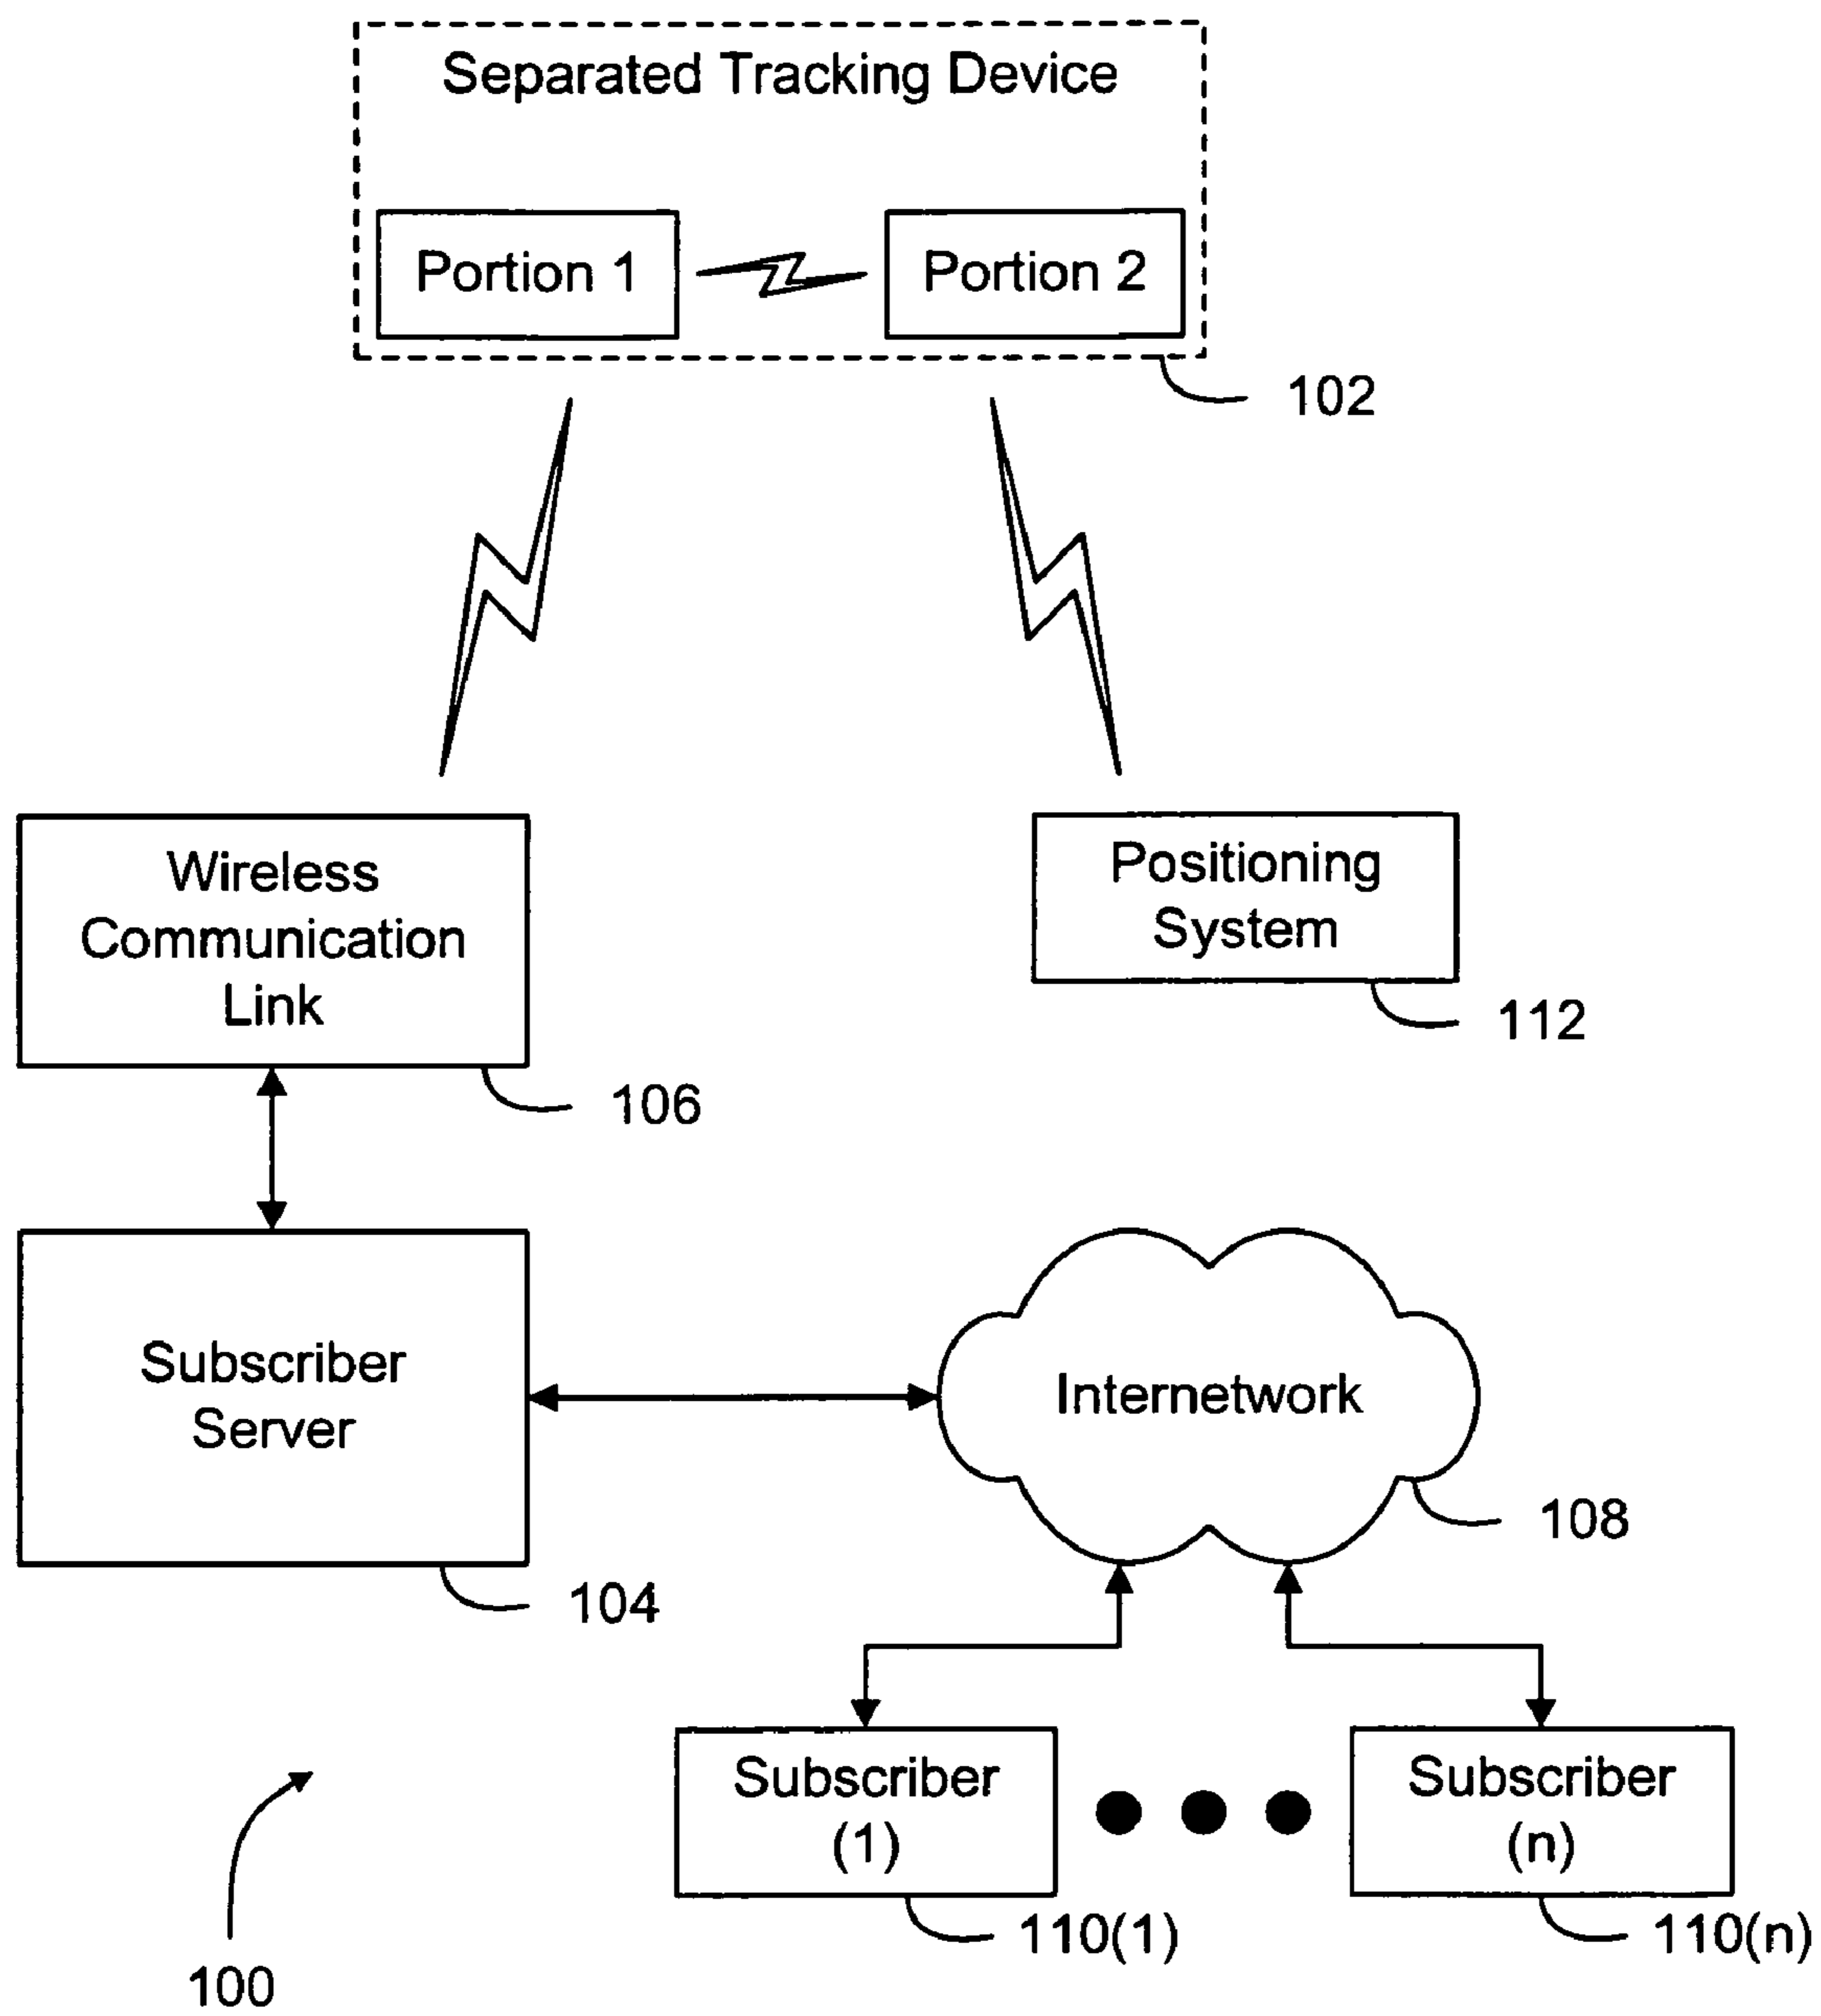 Separated Tracking Device
Portion 1
Portion 2
102
Wireless
Communication
Link
106
Positioning
System
112
Subscriber
Server
104
Internetwork
108
Subscriber
(1)
110(1)
Subscriber
(n)
110(n)
100